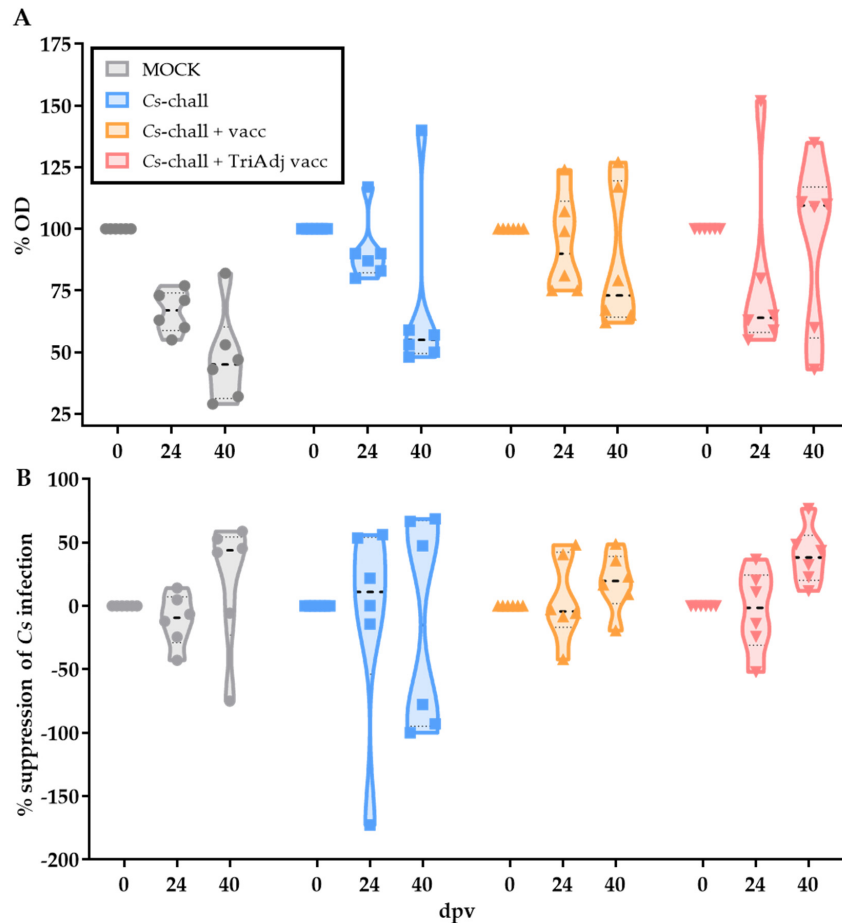 A
175
150
125
100
75
50
25
% OD
MOCK
Cs-chall
Cs-chall + vacc
Cs-chall + TriAdj vacc
0 24 40 0 24 40 0 24 40 0 24 40
B
100
50
0
-50
-100
-150
-200
% suppression of Cs infection
0 24 40 0 24 40 0 24 40 0 24 40
dpv